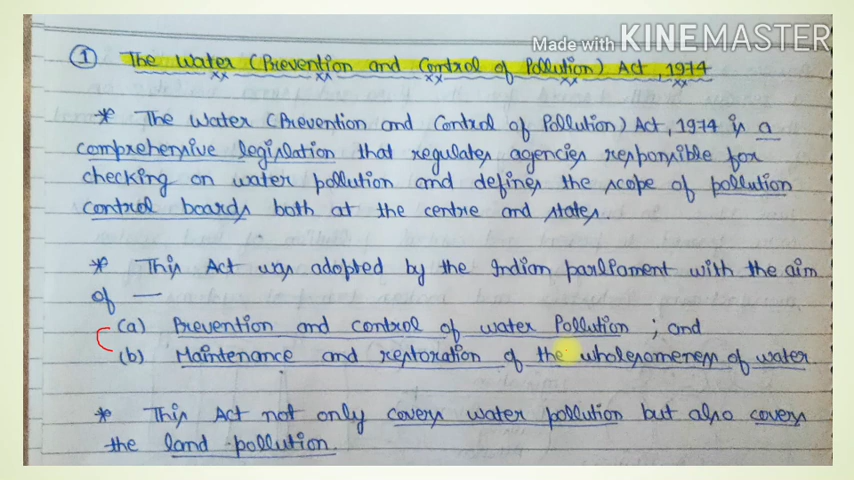 Made with KINEMASTER
① The Water (Prevention and Control of Pollution) Act, 1974
* The Water (Prevention and Control of Pollution) Act, 1974 is a
comprehensive legislation that regulates agencies responsible for
checking on water pollution and defines the scope of pollution
control boards both at the centre and states.
* This Act was adopted by the Indian parliament with the aim
of —
(a) Prevention and control of water Pollution ; and
(b) Maintenance and restoration of the wholesomeness of water
* This Act not only covers water pollution but also covers
the land pollution.